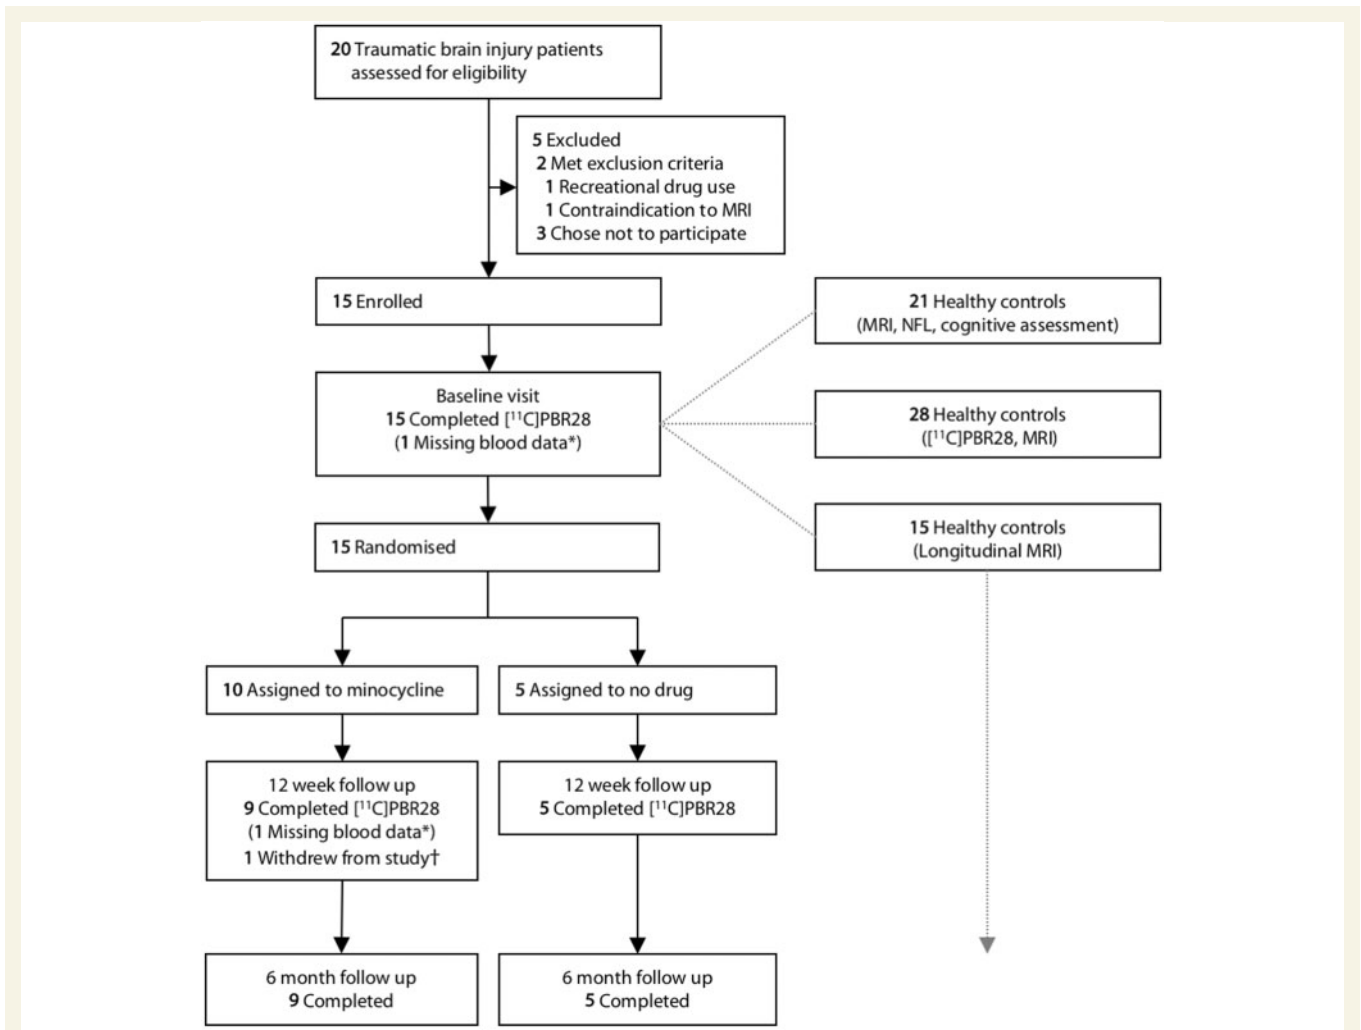 20 Traumatic brain injury patients
assessed for eligibility
5 Excluded
2 Met exclusion criteria
1 Recreational drug use
1 Contraindication to MRI
3 Chose not to participate
15 Enrolled
21 Healthy controls
(MRI, NFL, cognitive assessment)
Baseline visit
15 Completed [¹¹C]PBR28
(1 Missing blood data*)
28 Healthy controls
([¹¹C]PBR28, MRI)
15 Healthy controls
(Longitudinal MRI)
15 Randomised
10 Assigned to minocycline
5 Assigned to no drug
12 week follow up
9 Completed [¹¹C]PBR28
(1 Missing blood data*)
1 Withdrew from study†
12 week follow up
5 Completed [¹¹C]PBR28
6 month follow up
9 Completed
6 month follow up
5 Completed